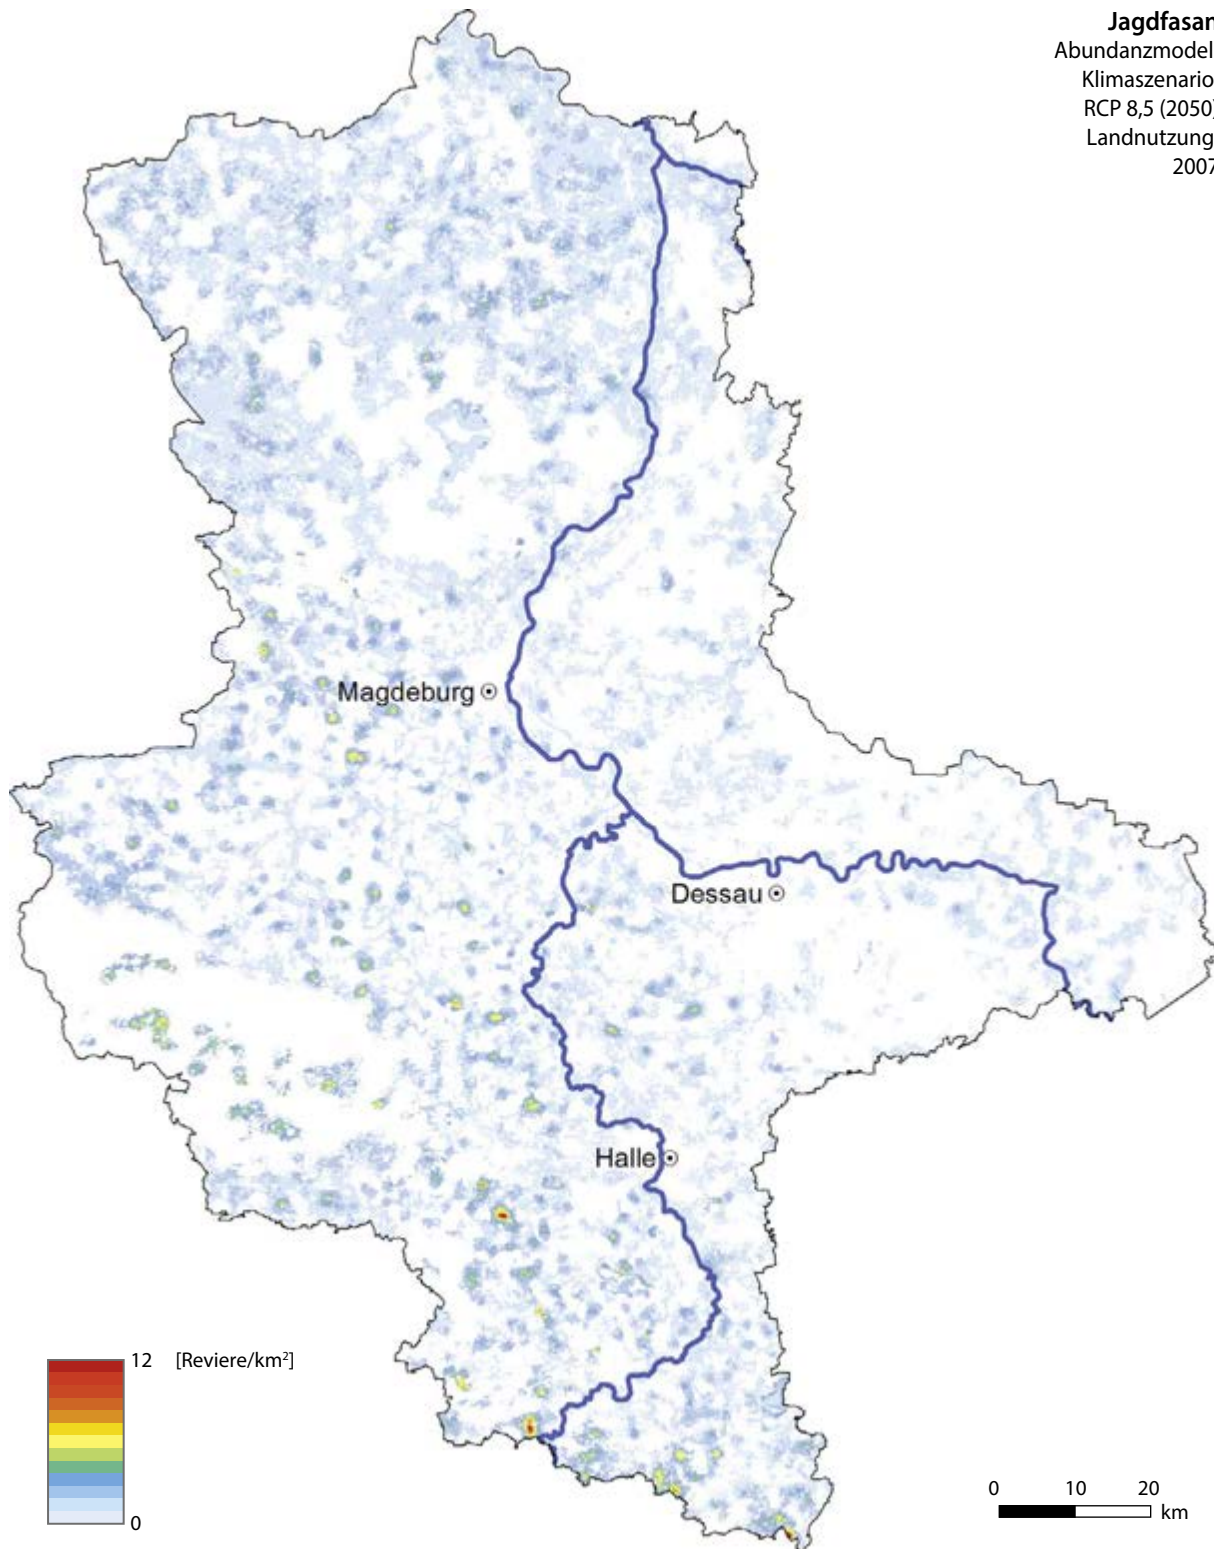 Jagdfasan
Abundanzmodel
Klimaszenario
RCP 8,5 (2050)
Landnutzung
2007
Magdeburg
Dessau
Halle
12 [Reviere/km²]
0
0 10 20
km